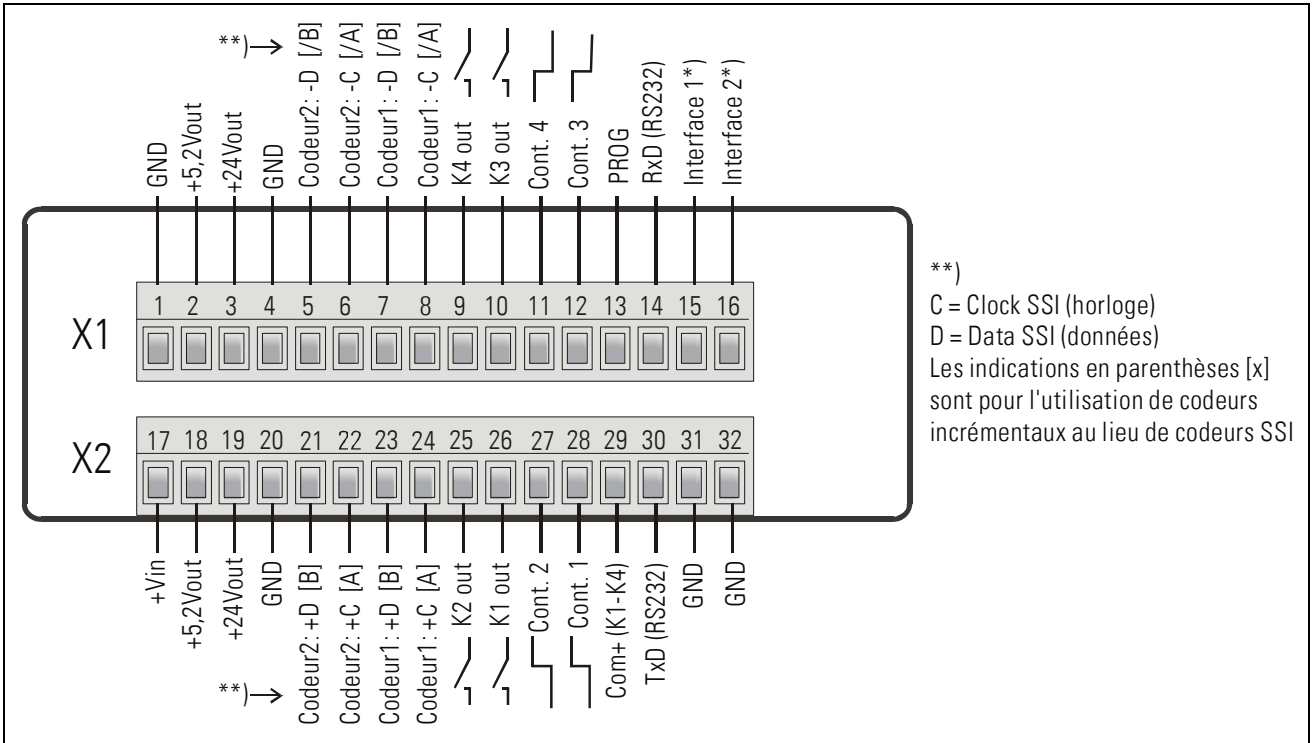 **)
GND
+5,2Vout
+24Vout
GND
Codeur2: -D [/B]
Codeur2: -C [/A]
Codeur1: -D [/B]
Codeur1: -C [/A]
K4 out
K3 out
Cont. 4
Cont. 3
PROG
RxD (RS232)
Interface 1*)
Interface 2*)
X1
1 2 3 4 5 6 7 8 9 10 11 12 13 14 15 16
X2
17 18 19 20 21 22 23 24 25 26 27 28 29 30 31 32
+Vin
+5,2Vout
+24Vout
GND
Codeur2: +D [B]
Codeur2: +C [A]
Codeur1: +D [B]
Codeur1: +C [A]
K2 out
K1 out
Cont. 2
Cont. 1
Com+ (K1-K4)
TxD (RS232)
GND
GND
**)
**)
C = Clock SSI (horloge)
D = Data SSI (données)
Les indications en parenthèses [x]
sont pour l'utilisation de codeurs
incrémentaux au lieu de codeurs SSI